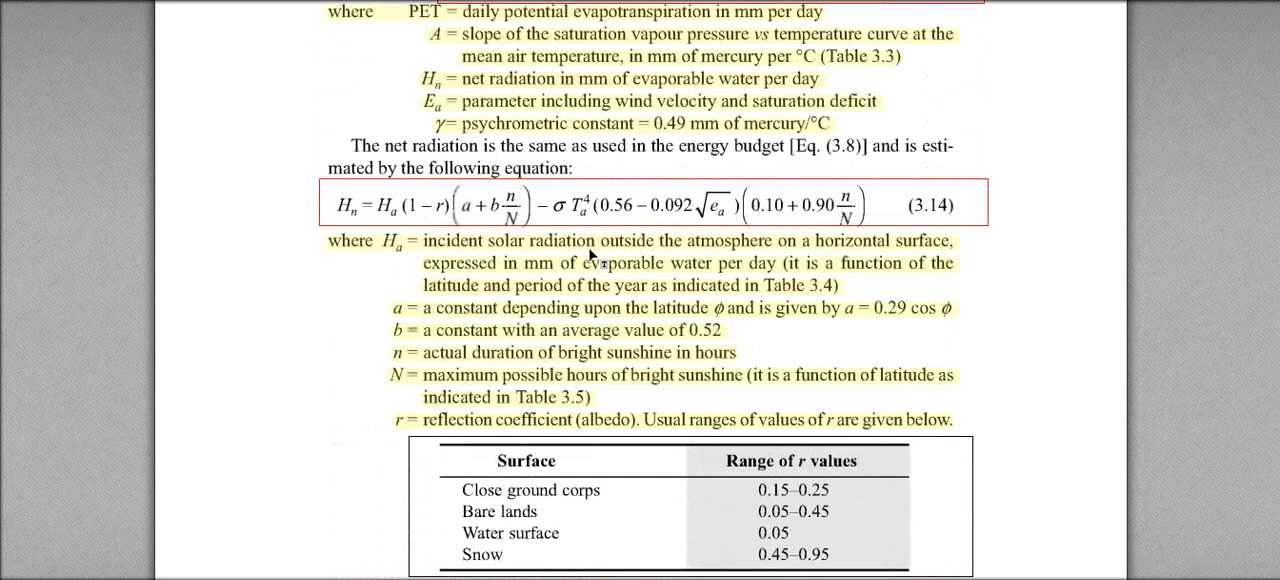 where PET = daily potential evapotranspiration in mm per day
A = slope of the saturation vapour pressure vs temperature curve at the
mean air temperature, in mm of mercury per °C (Table 3.3)
Hn = net radiation in mm of evaporable water per day
Ea = parameter including wind velocity and saturation deficit
γ= psychrometric constant = 0.49 mm of mercury/°C
The net radiation is the same as used in the energy budget [Eq. (3.8)] and is esti-
mated by the following equation:
Hn = Ha (1 – r)(a + b n/N) – σ Ta^4 (0.56 – 0.092 √ea)(0.10 + 0.90 n/N) (3.14)
where Ha = incident solar radiation outside the atmosphere on a horizontal surface,
expressed in mm of evaporable water per day (it is a function of the
latitude and period of the year as indicated in Table 3.4)
a = a constant depending upon the latitude ϕ and is given by a = 0.29 cos ϕ
b = a constant with an average value of 0.52
n = actual duration of bright sunshine in hours
N = maximum possible hours of bright sunshine (it is a function of latitude as
indicated in Table 3.5)
r = reflection coefficient (albedo). Usual ranges of values of r are given below.
Surface Range of r values
Close ground corps 0.15–0.25
Bare lands 0.05–0.45
Water surface 0.05
Snow 0.45–0.95